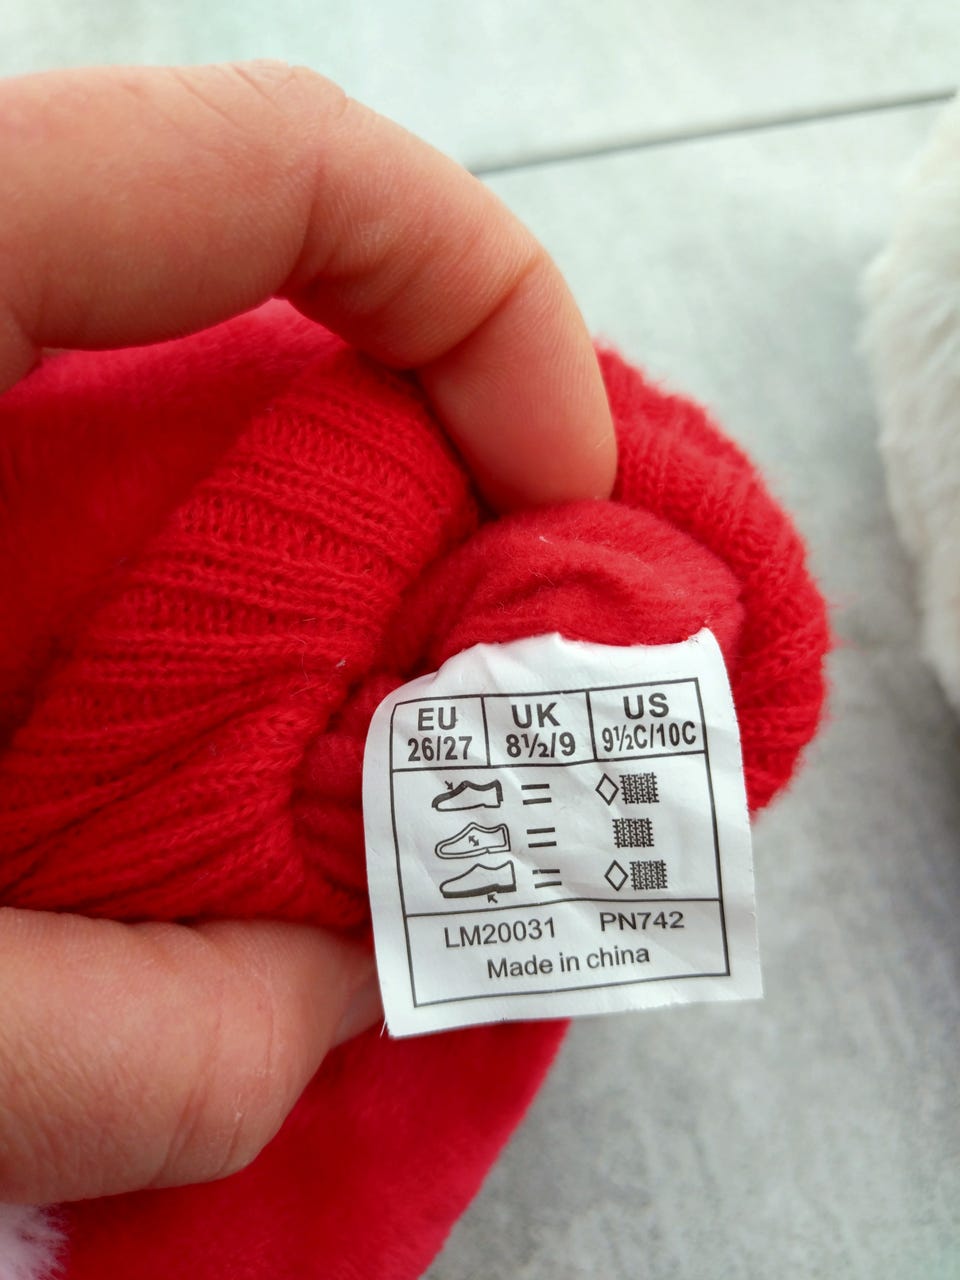 EU UK US
26/27 8½/9 9½C/10C
=
=
=
LM20031 PN742
Made in china